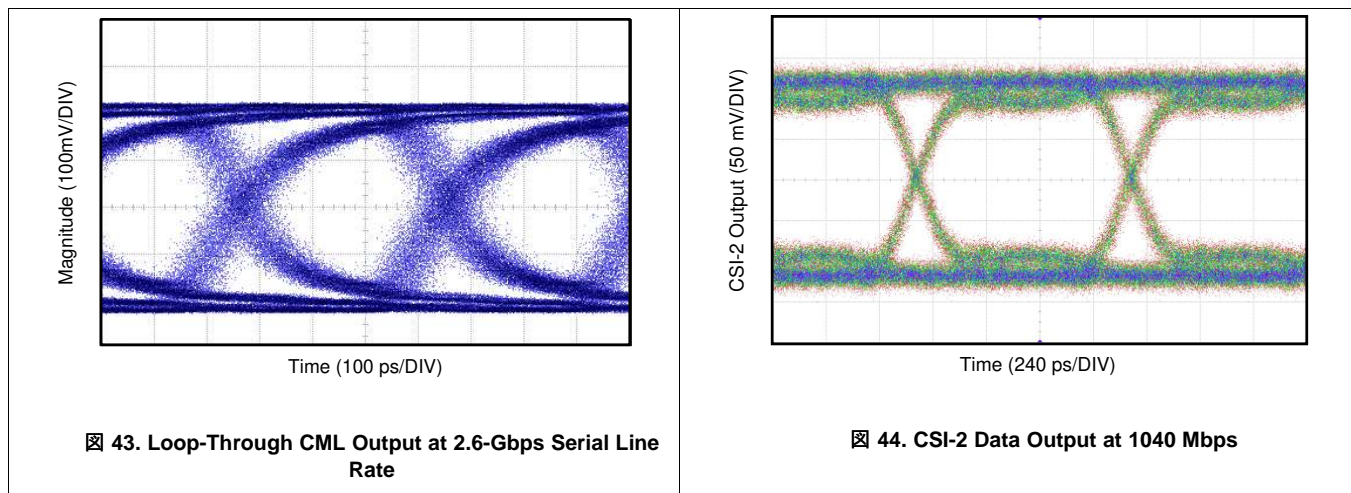 Magnitude (100mV/DIV)
Time (100 ps/DIV)
図 43. Loop-Through CML Output at 2.6-Gbps Serial Line
Rate
CSI-2 Output (50 mV/DIV)
Time (240 ps/DIV)
図 44. CSI-2 Data Output at 1040 Mbps